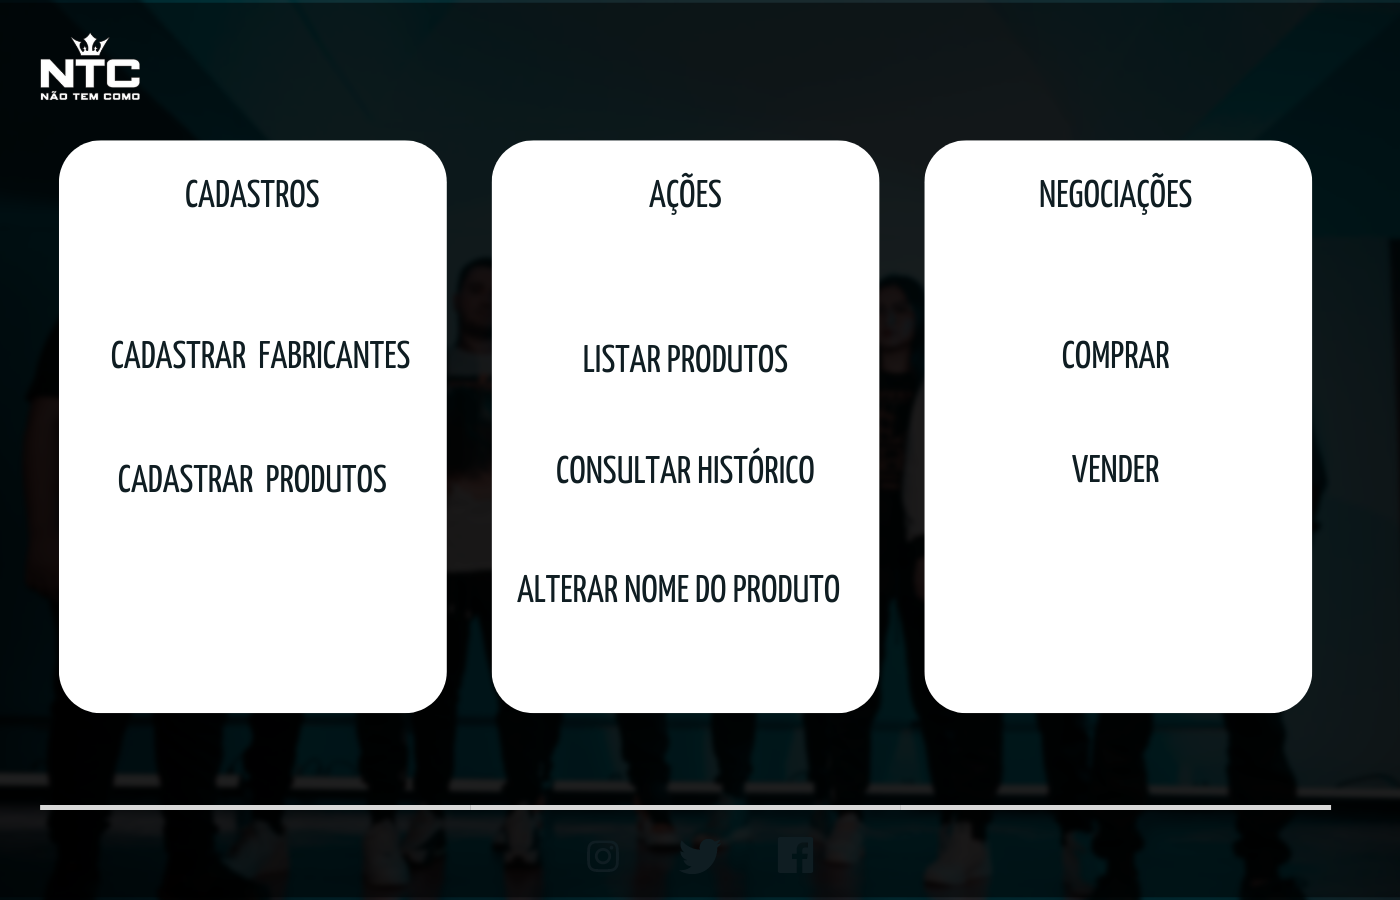 NTC
NÃO TEM COMO
CADASTROS
CADASTRAR FABRICANTES
CADASTRAR PRODUTOS
AÇÕES
LISTAR PRODUTOS
CONSULTAR HISTÓRICO
ALTERAR NOME DO PRODUTO
NEGOCIAÇÕES
COMPRAR
VENDER